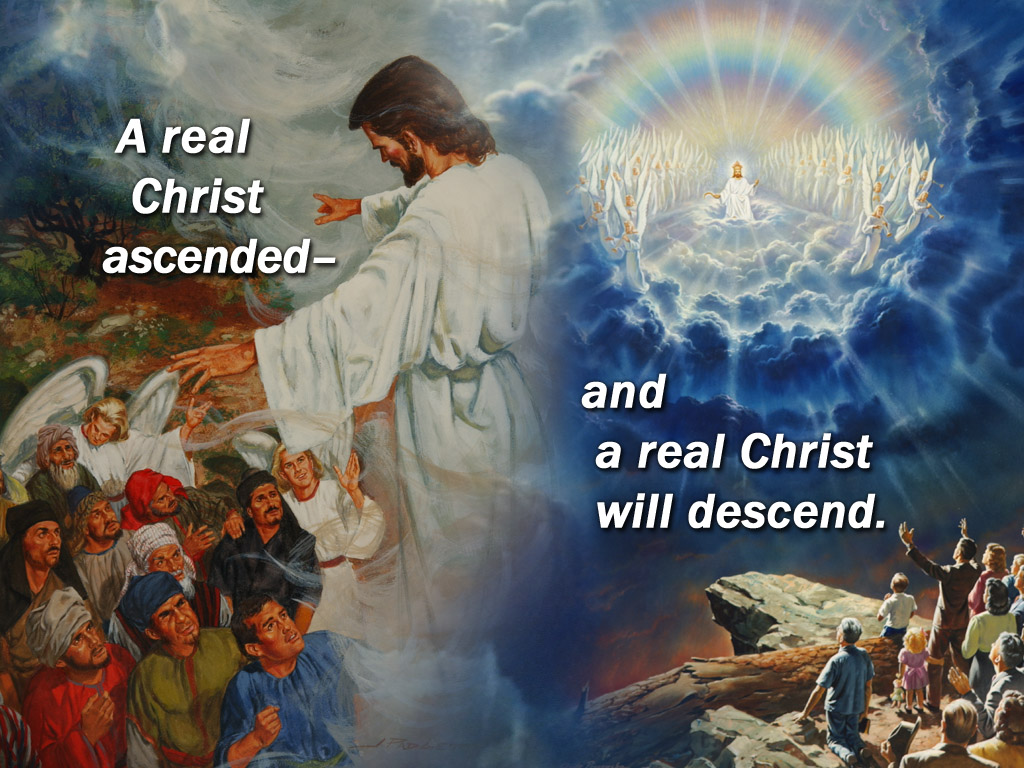 A real
Christ
ascended–
and
a real Christ
will descend.